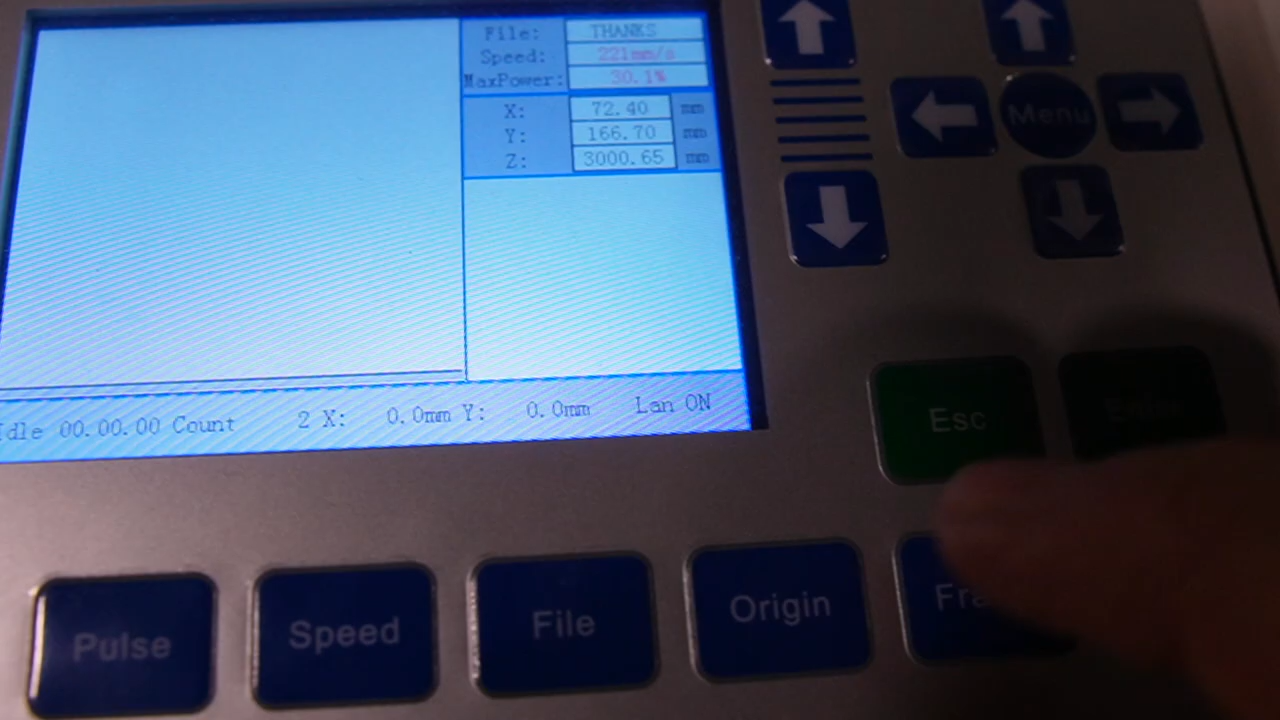 File: THANKS
Speed: 221mm/s
MaxPower: 30.1%
X: 72.40 mm
Y: 166.70 mm
Z: 3000.65 mm
Menu
Idle 00.00.00 Count 2 X: 0.0mm Y: 0.0mm Lan ON
Esc
Pulse Speed File Origin